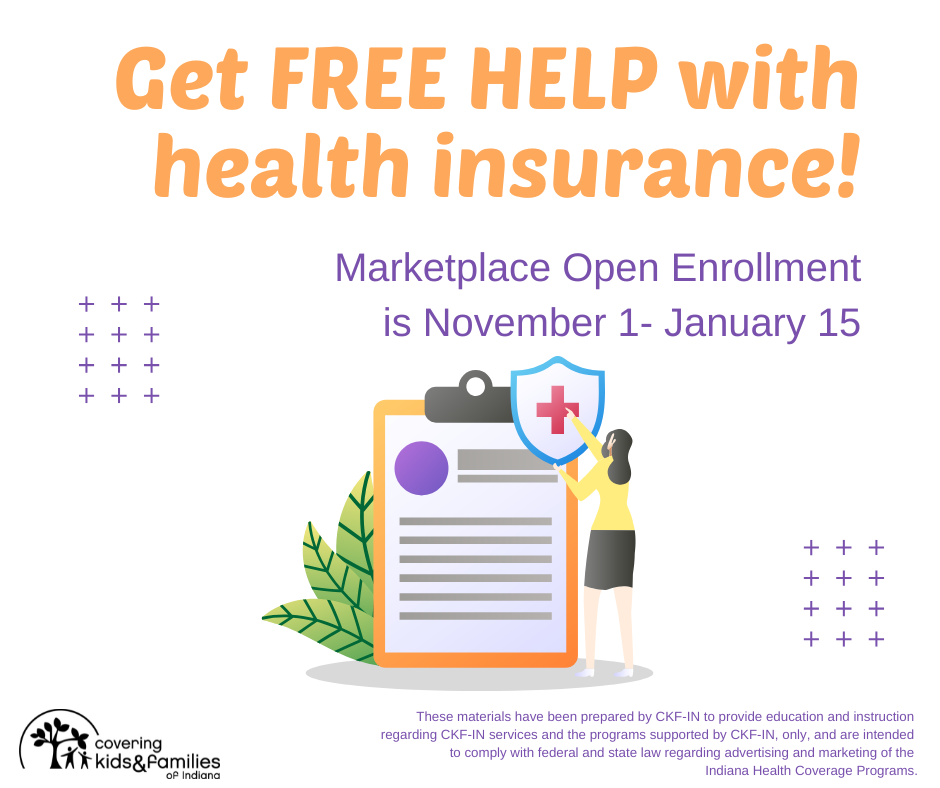 Get FREE HELP with
health insurance!
Marketplace Open Enrollment
is November 1- January 15
These materials have been prepared by CKF-IN to provide education and instruction
regarding CKF-IN services and the programs supported by CKF-IN, only, and are intended
to comply with federal and state law regarding advertising and marketing of the
Indiana Health Coverage Programs.
covering
kids&families
of Indiana